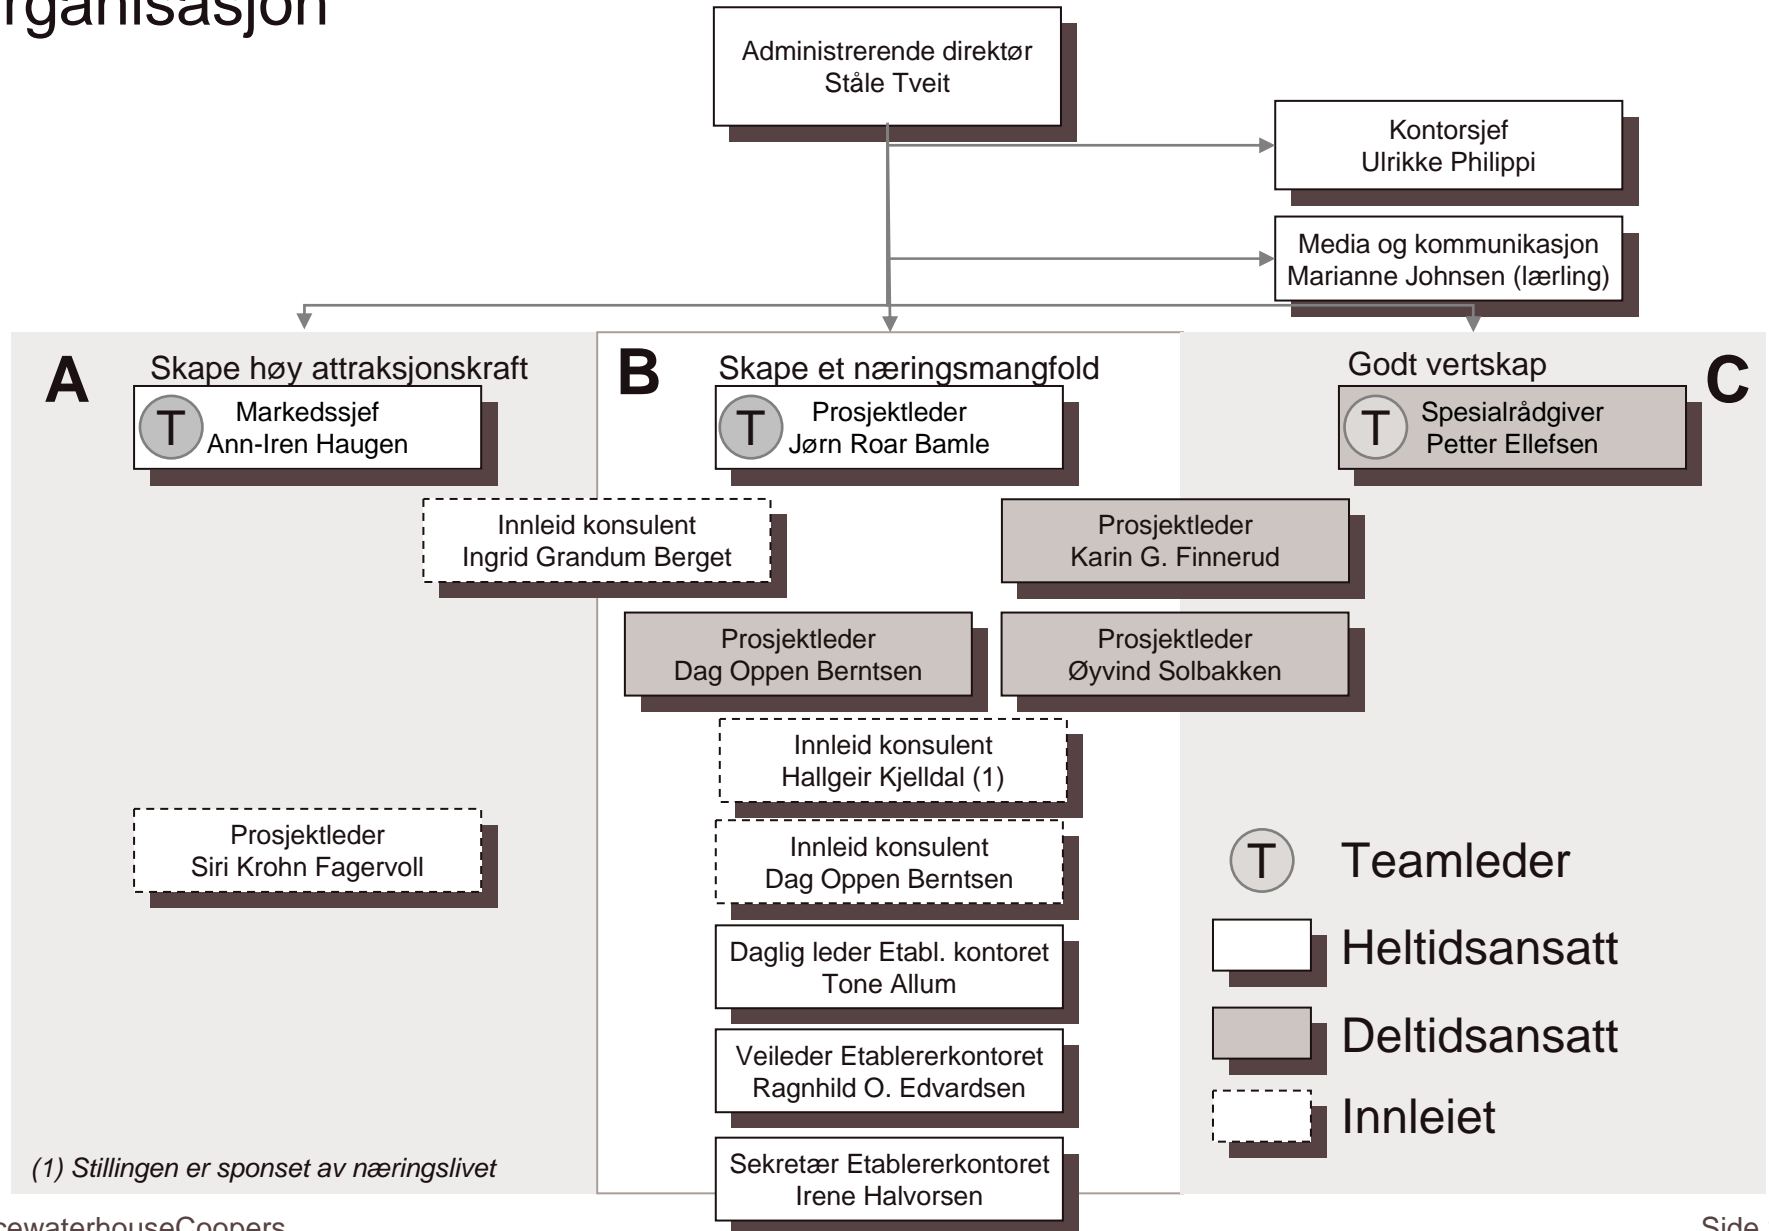 rganisasjon
Administrerende direktør
Ståle Tveit
Kontorsjef
Ulrikke Philippi
Media og kommunikasjon
Marianne Johnsen (lærling)
A
Skape høy attraksjonskraft
T
Markedssjef
Ann-Iren Haugen
B
Skape et næringsmangfold
T
Prosjektleder
Jørn Roar Bamle
Godt vertskap
C
T
Spesialrådgiver
Petter Ellefsen
Innleid konsulent
Ingrid Grandum Berget
Prosjektleder
Karin G. Finnerud
Prosjektleder
Dag Oppen Berntsen
Prosjektleder
Øyvind Solbakken
Innleid konsulent
Hallgeir Kjelldal (1)
Prosjektleder
Siri Krohn Fagervoll
Innleid konsulent
Dag Oppen Berntsen
Daglig leder Etabl. kontoret
Tone Allum
Veileder Etablererkontoret
Ragnhild O. Edvardsen
Sekretær Etablererkontoret
Irene Halvorsen
T
Teamleder
Heltidsansatt
Deltidsansatt
Innleiet
(1) Stillingen er sponset av næringslivet
cewaterhouseCoopers
Side